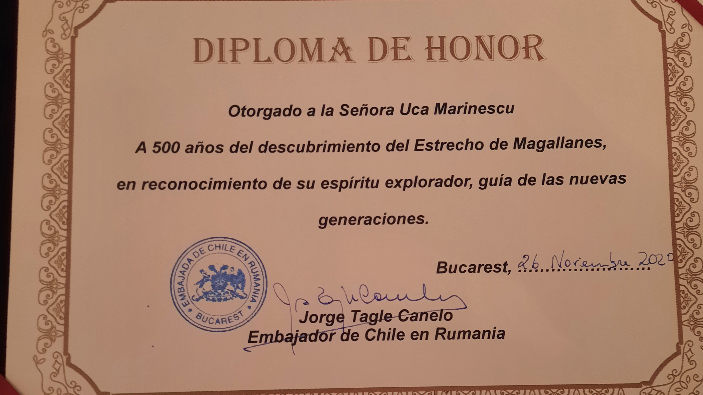 DIPLOMA DE HONOR
Otorgado a la Señora Uca Marinescu
A 500 años del descubrimiento del Estrecho de Magallanes,
en reconocimiento de su espíritu explorador, guía de las nuevas
generaciones.
Bucarest, 26 Noviembre 2020
EMBAJADA DE CHILE EN RUMANIA
BUCAREST
Jorge Tagle Canelo
Embajador de Chile en Rumania